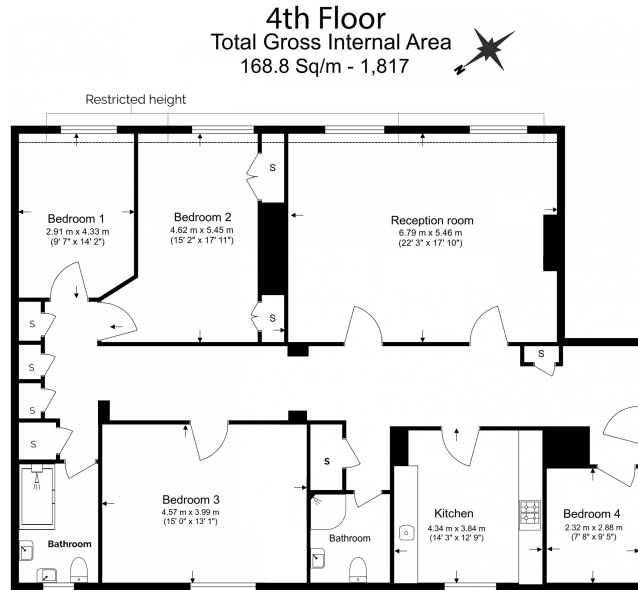 4th Floor
Total Gross Internal Area
168.8 Sq/m - 1,817
N
Restricted height
S
Bedroom 1
2.91 m x 4.33 m
(9' 7" x 14' 2")
Bedroom 2
4.62 m x 5.45 m
(15' 2" x 17' 11")
Reception room
6.79 m x 5.46 m
(22' 3" x 17' 10")
S
S
S
S
S
S
S
Bedroom 3
4.57 m x 3.99 m
(15' 0" x 13' 1")
Kitchen
4.34 m x 3.84 m
(14' 3" x 12' 9")
Bedroom 4
2.32 m x 2.88 m
(7' 8" x 9' 5")
Bathroom
Bathroom